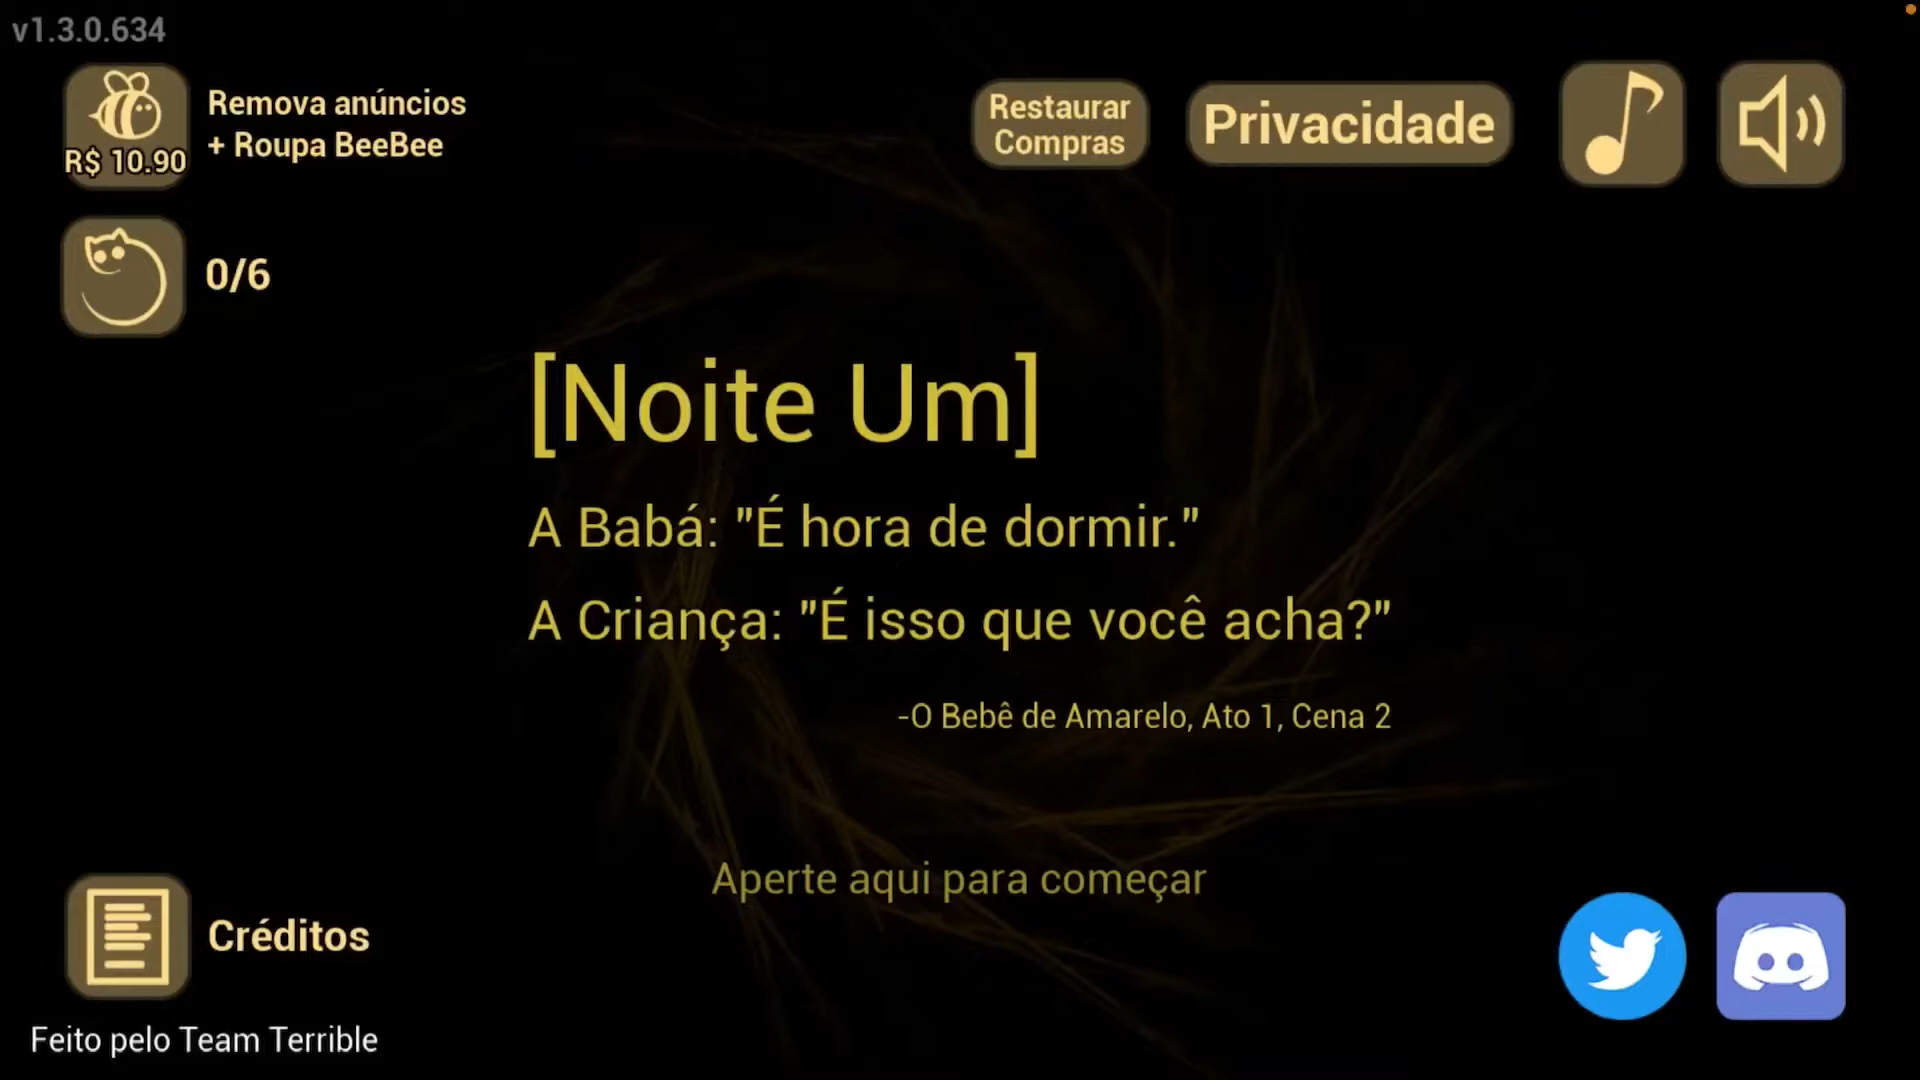 v1.3.0.634
Remova anúncios
+ Roupa BeeBee
R$ 10.90
Restaurar
Compras
Privacidade
0/6
[Noite Um]
A Babá: "É hora de dormir."
A Criança: "É isso que você acha?"
-O Bebê de Amarelo, Ato 1, Cena 2
Aperte aqui para começar
Créditos
Feito pelo Team Terrible